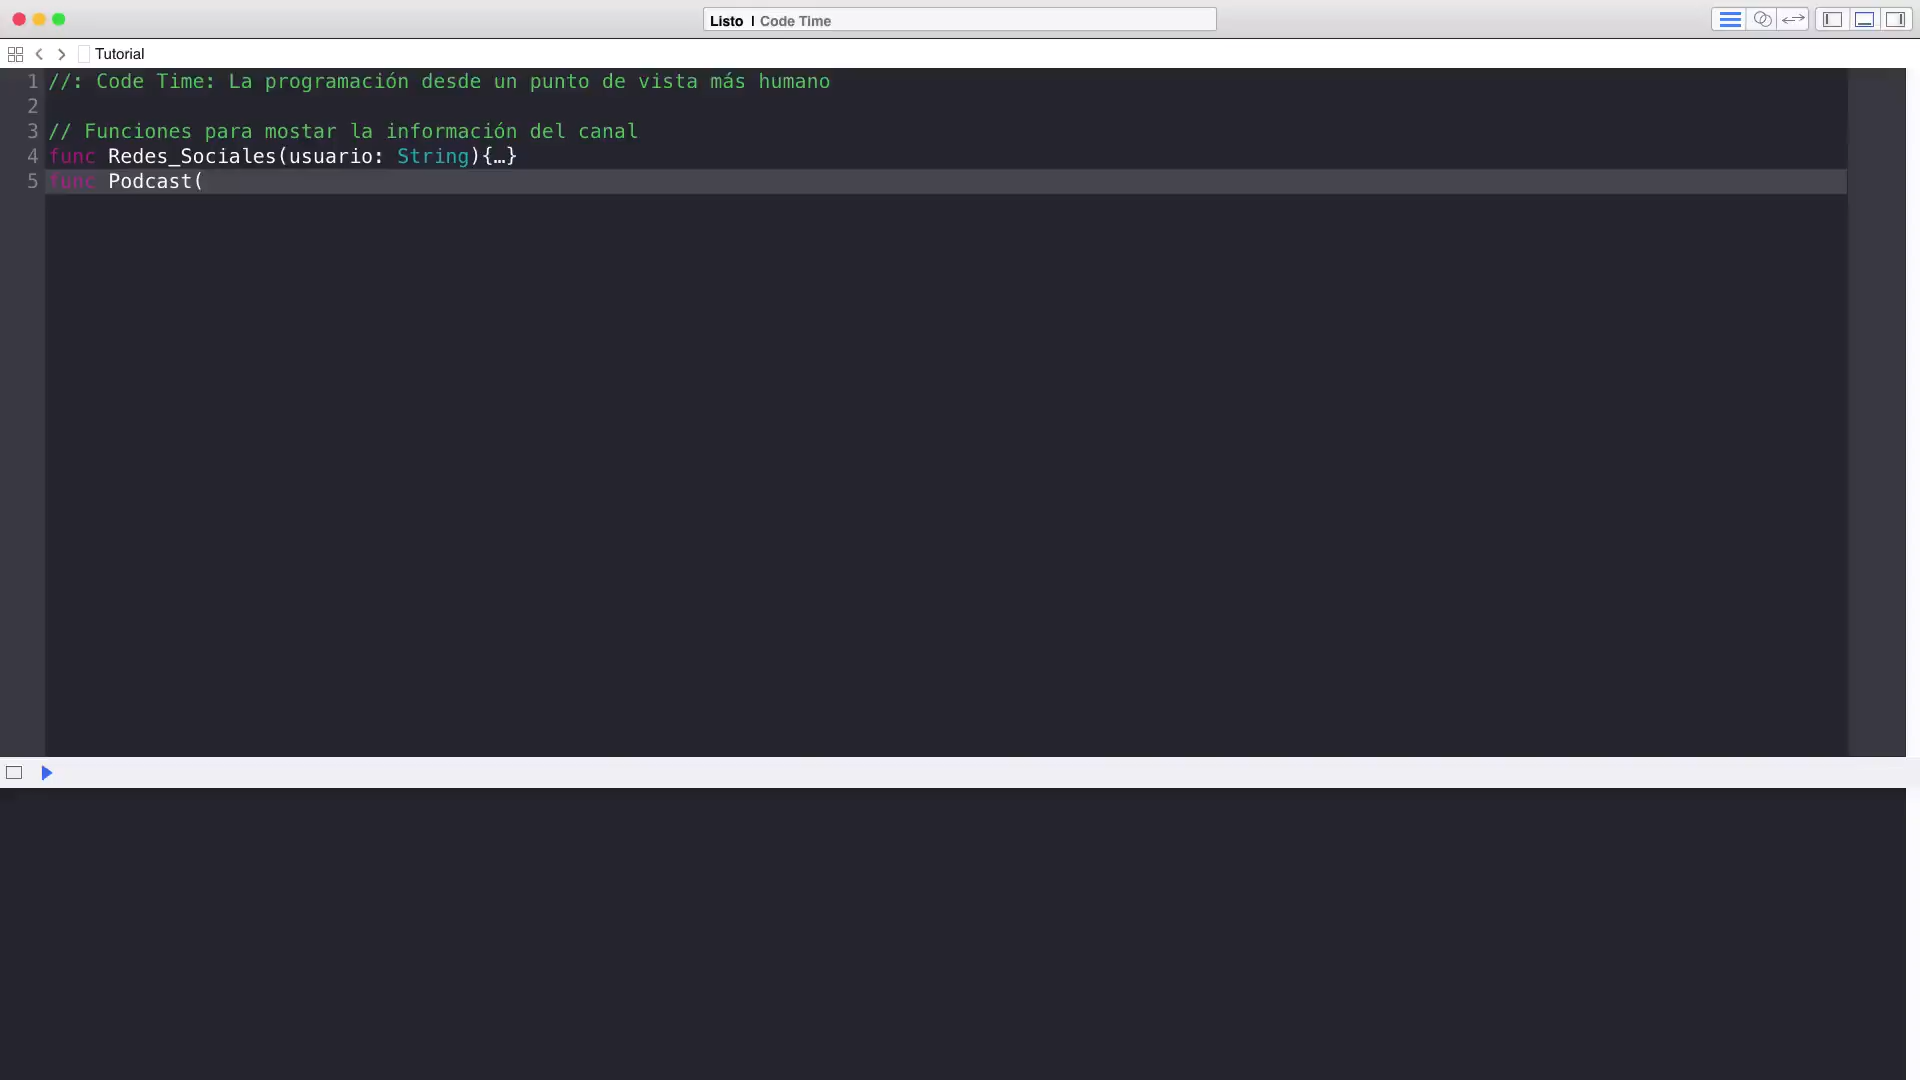 Listo | Code Time
Tutorial
1 //: Code Time: La programación desde un punto de vista más humano
2
3 // Funciones para mostar la información del canal
4 func Redes_Sociales(usuario: String){…}
5 func Podcast(